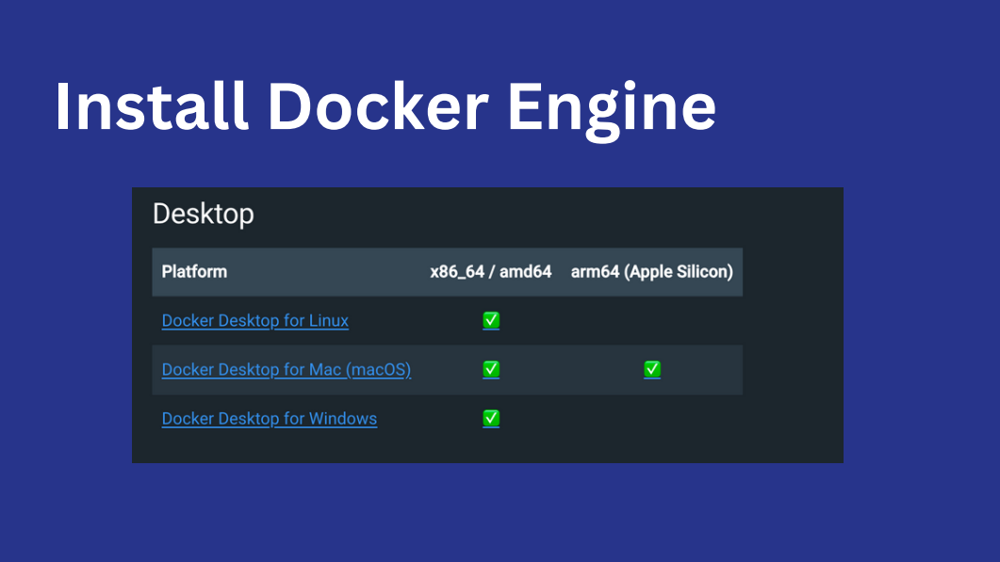 Install Docker Engine
Desktop
Platform x86_64 / amd64 arm64 (Apple Silicon)
Docker Desktop for Linux ✅
Docker Desktop for Mac (macOS) ✅ ✅
Docker Desktop for Windows ✅